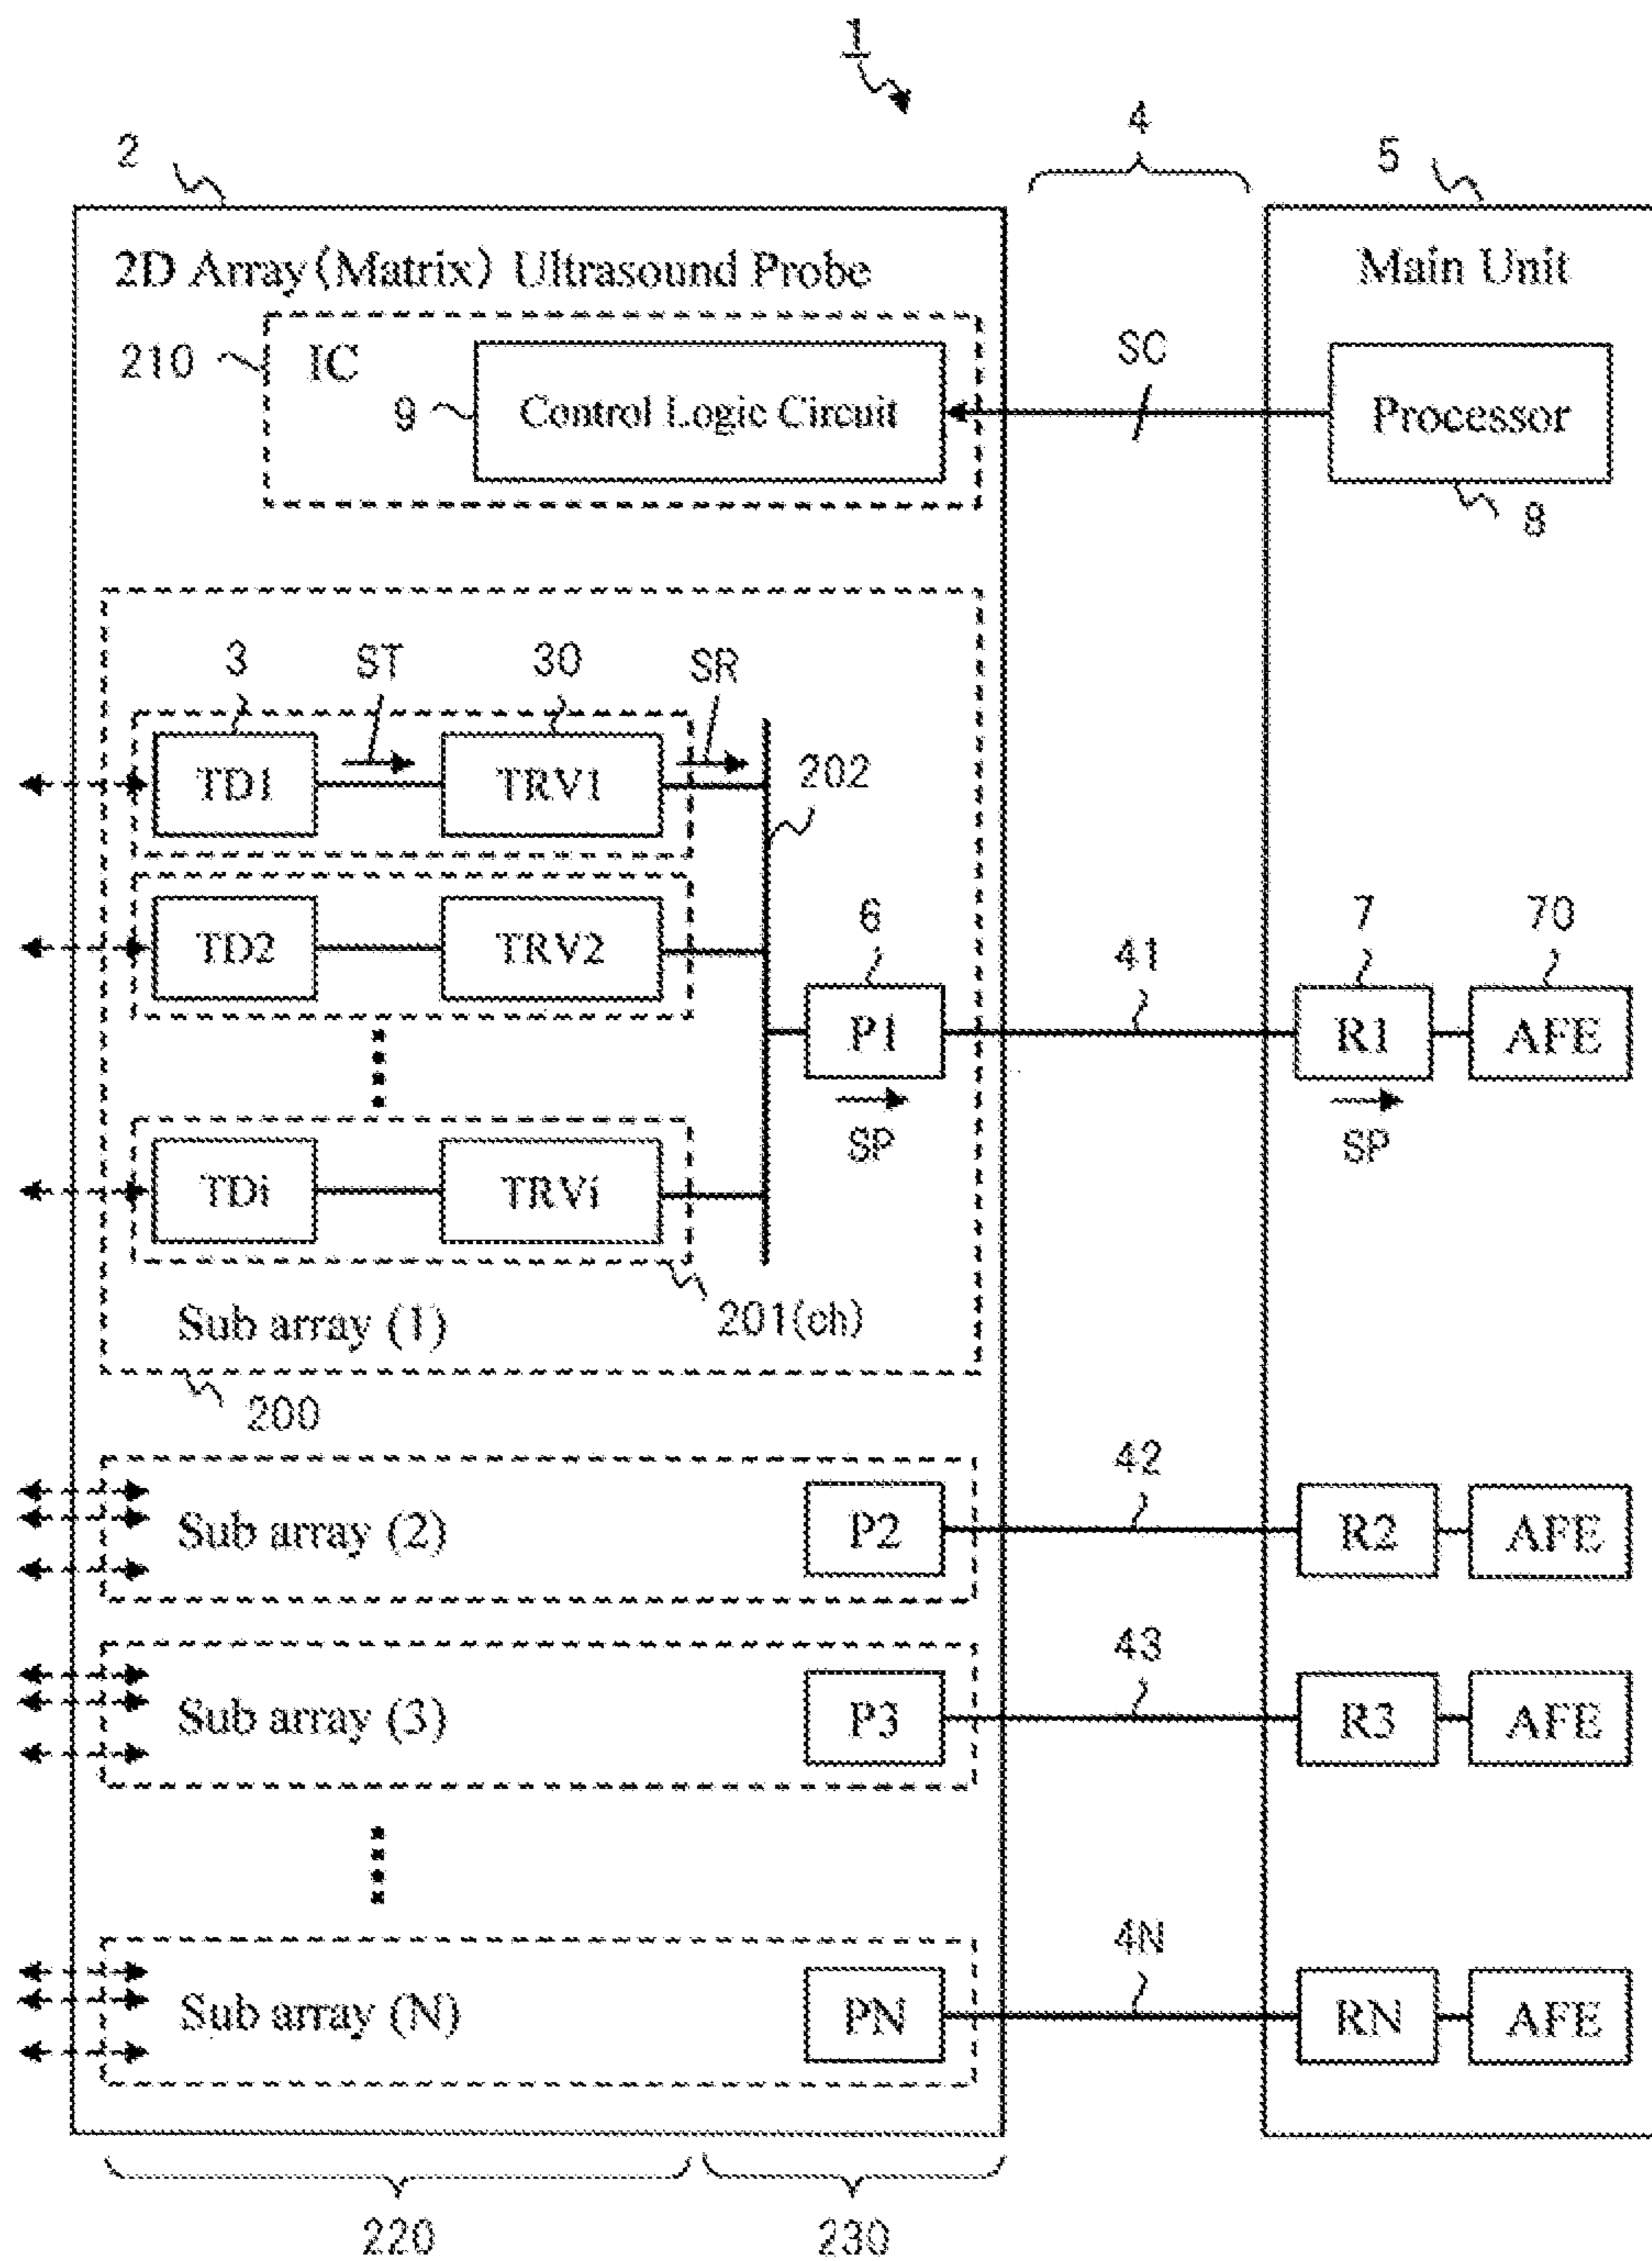 1
2
4
5
2D Array(Matrix) Ultrasound Probe
Main Unit
210
IC
9
Control Logic Circuit
SC
Processor
8
3
ST
30
SR
TD1
TRV1
202
TD2
TRV2
6
41
7
70
P1
R1
AFE
SP
SP
TDi
TRVi
Sub array (1)
201(ch)
200
42
Sub array (2)
P2
R2
AFE
43
Sub array (3)
P3
R3
AFE
4N
Sub array (N)
PN
RN
AFE
220
230